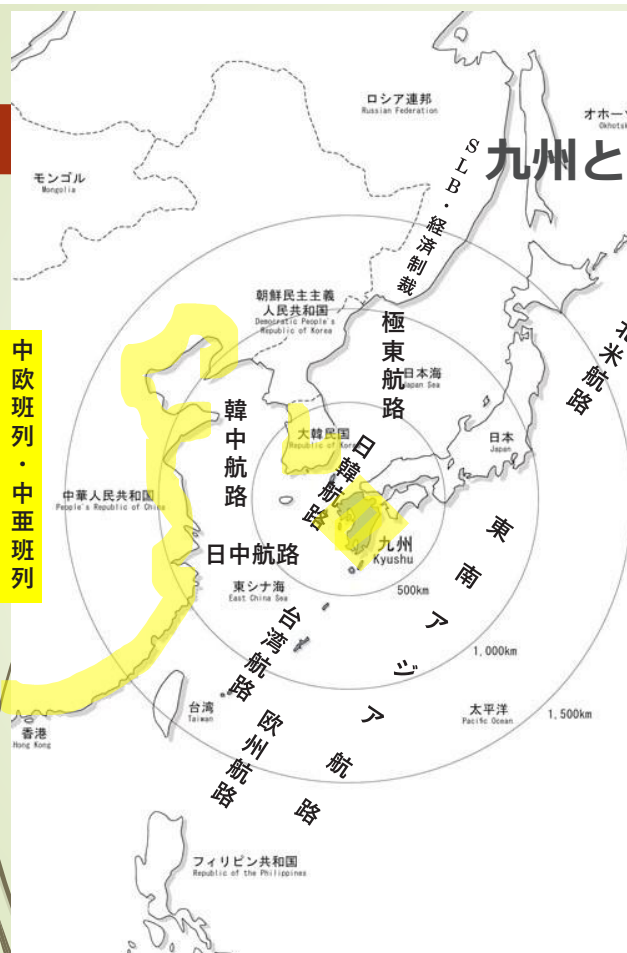 ロシア連邦
Russian Federation
オホー
Okhotsk
九州と
SLB・経済制裁
モンゴル
Mongolia
朝鮮民主主義
人民共和国
Democratic People's
Republic of Korea
極東航路
北米航路
日本海
Japan Sea
中欧班列・中亜班列
韓中航路
大韓民国
Republic of Korea
日韓航路
日本
Japan
中華人民共和国
People's Republic of China
九州
Kyushu
日中航路
東シナ海
East China Sea
500km
東南アジア航路
台湾航路
欧州航路
1,000km
台湾
Taiwan
太平洋
Pacific Ocean
1,500km
香港
Hong Kong
フィリピン共和国
Republic of the Philippines